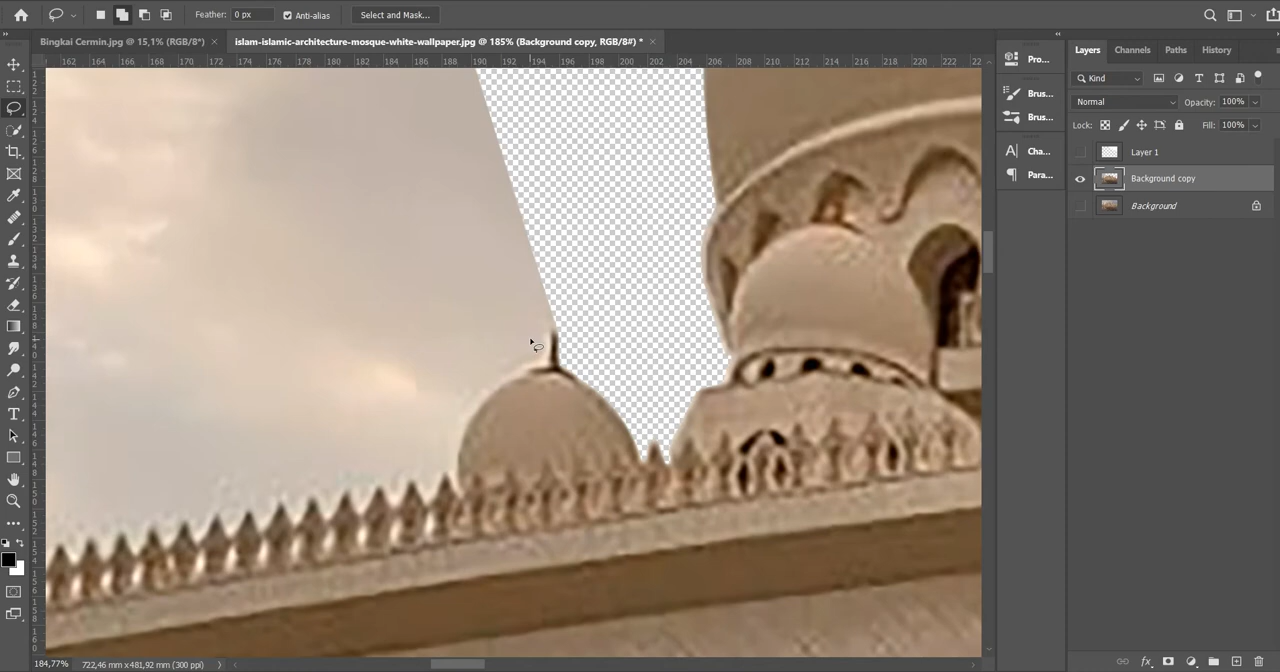 Feather: 0 px Anti-alias Select and Mask...
Bingkai Cermin.jpg @ 15,1% (RGB/8*) × islam-islamic-architecture-mosque-white-wallpaper.jpg @ 185% (Background copy, RGB/8#) * ×
162 164 166 168 170 172 174 176 178 180 182 184 186 188 190 192 194 196 198 200 202 204 206 208 210 212 214 216 218 220 222 22
Pro...
Brus...
Brus...
Cha...
Para...
Layers Channels Paths History
Kind
Normal Opacity: 100%
Lock: Fill: 100%
Layer 1
Background copy
Background
184,77% 722,46 mm x 481,92 mm (300 ppi)